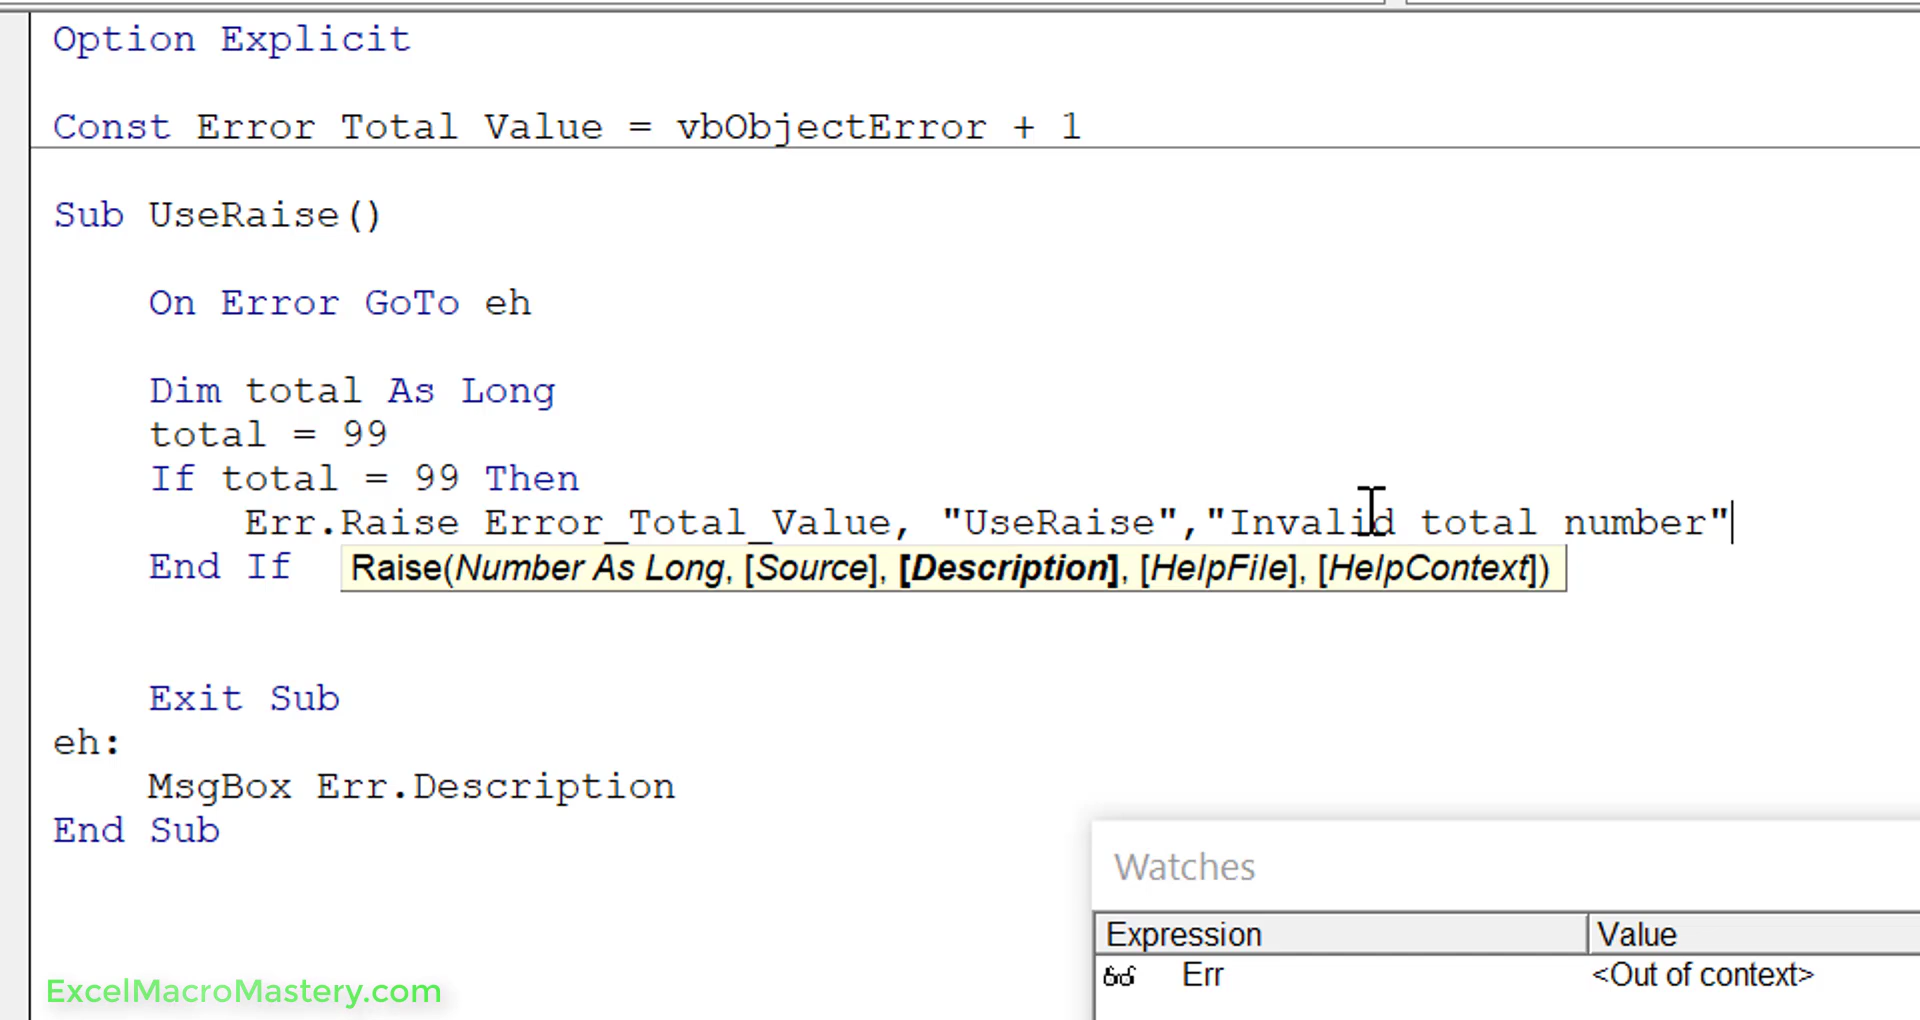 Option Explicit
Const Error Total Value = vbObjectError + 1
Sub UseRaise()
On Error GoTo eh
Dim total As Long
total = 99
If total = 99 Then
Err.Raise Error_Total_Value, "UseRaise","Invalid total number"
End If
Raise(Number As Long, [Source], [Description], [HelpFile], [HelpContext])
Exit Sub
eh:
MsgBox Err.Description
End Sub
Watches
Expression Value
Err <Out of context>
ExcelMacroMastery.com